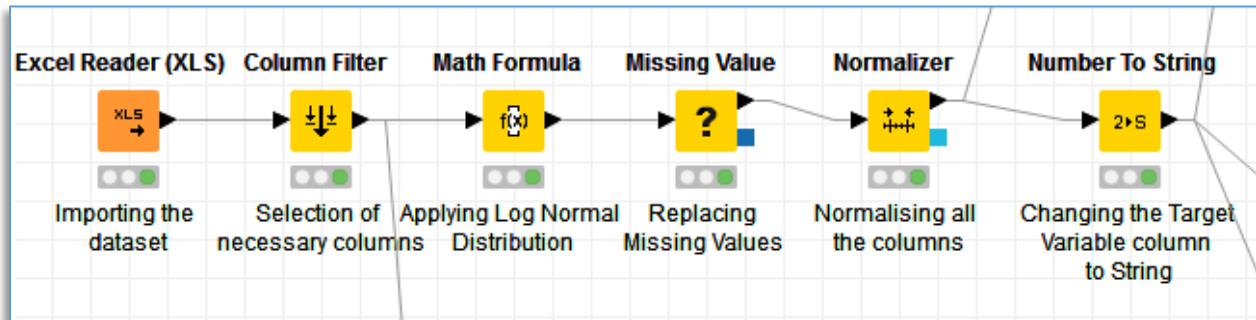 Excel Reader (XLS) Column Filter Math Formula Missing Value Normalizer Number To String
XLS f(x) ? 2▸S
Importing the Selection of Applying Log Normal Replacing Normalising all Changing the Target
dataset necessary columns Distribution Missing Values the columns Variable column
to String